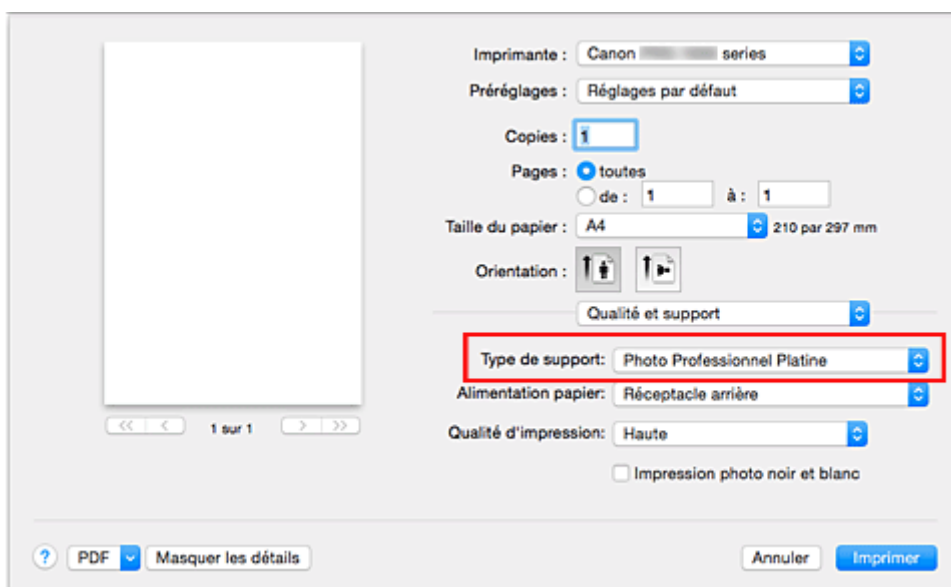 Imprimante : Canon series
Préréglages : Réglages par défaut
Copies : 1
Pages : toutes
de : 1 à : 1
Taille du papier : A4 210 par 297 mm
Orientation :
Qualité et support
Type de support: Photo Professionnel Platine
Alimentation papier: Réceptacle arrière
<< < 1 sur 1 > >>
Qualité d'impression: Haute
Impression photo noir et blanc
? PDF Masquer les détails Annuler Imprimer